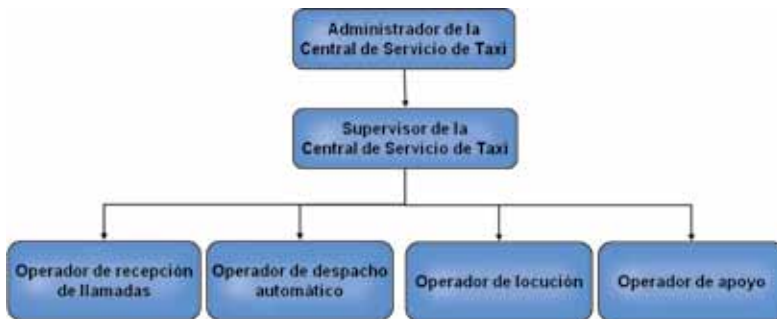 Administrador de la
Central de Servicio de Taxi
Supervisor de la
Central de Servicio de Taxi
Operador de recepción
de llamadas
Operador de despacho
automático
Operador de locución
Operador de apoyo